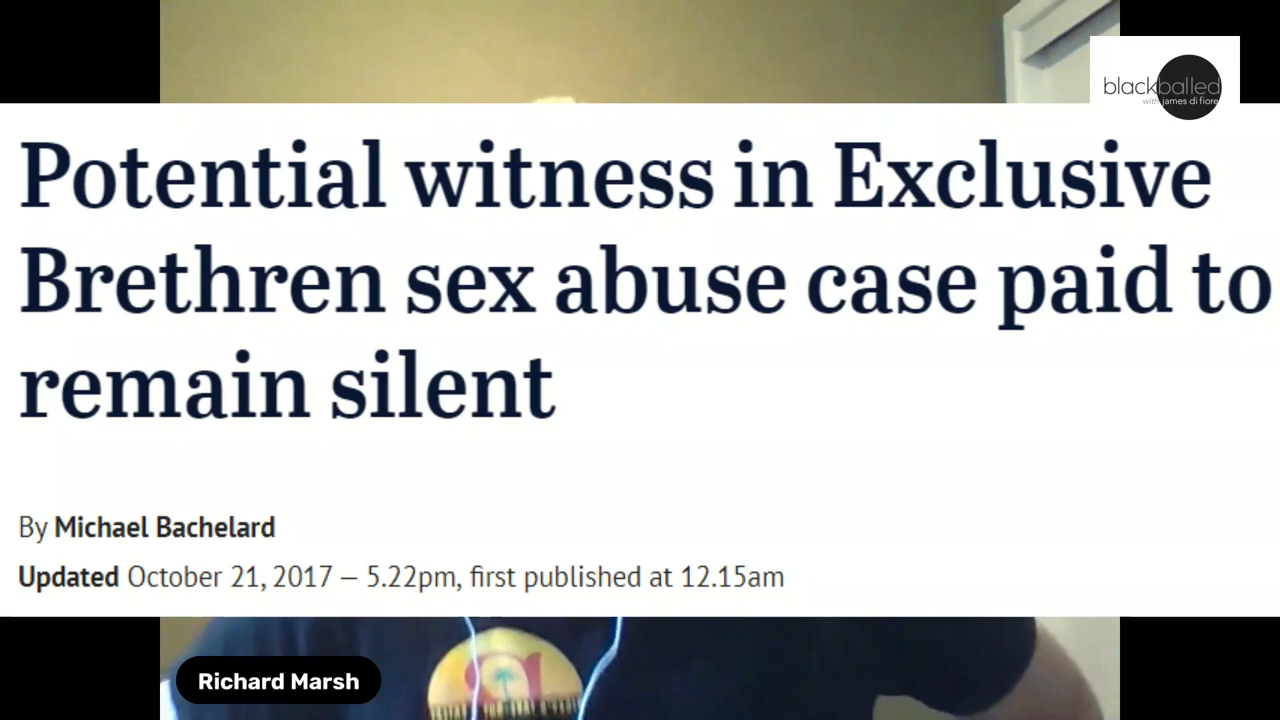 blackballed
with james di fiore
Potential witness in Exclusive
Brethren sex abuse case paid to
remain silent
By Michael Bachelard
Updated October 21, 2017 — 5.22pm, first published at 12.15am
Richard Marsh